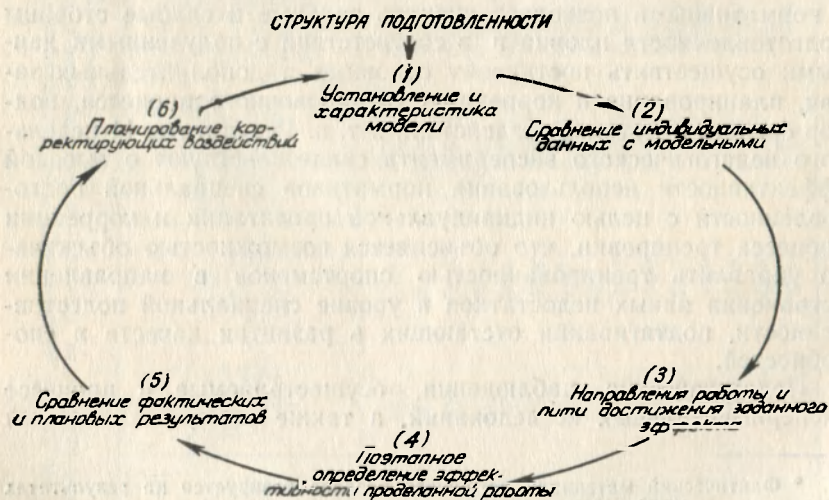 СТРУКТУРА ПОДГОТОВЛЕННОСТИ
(1)
Установление и
характеристика
модели
(2)
Сравнение индивидуальных
данных с модельными
(3)
Направления работы и
пути достижения заданного
эффекта
(4)
Поэтапное
определение эффек-
тивности проделанной работы
(5)
Сравнение фактических
и плановых результатов
(6)
Планирование кор-
ректирующих воздействий